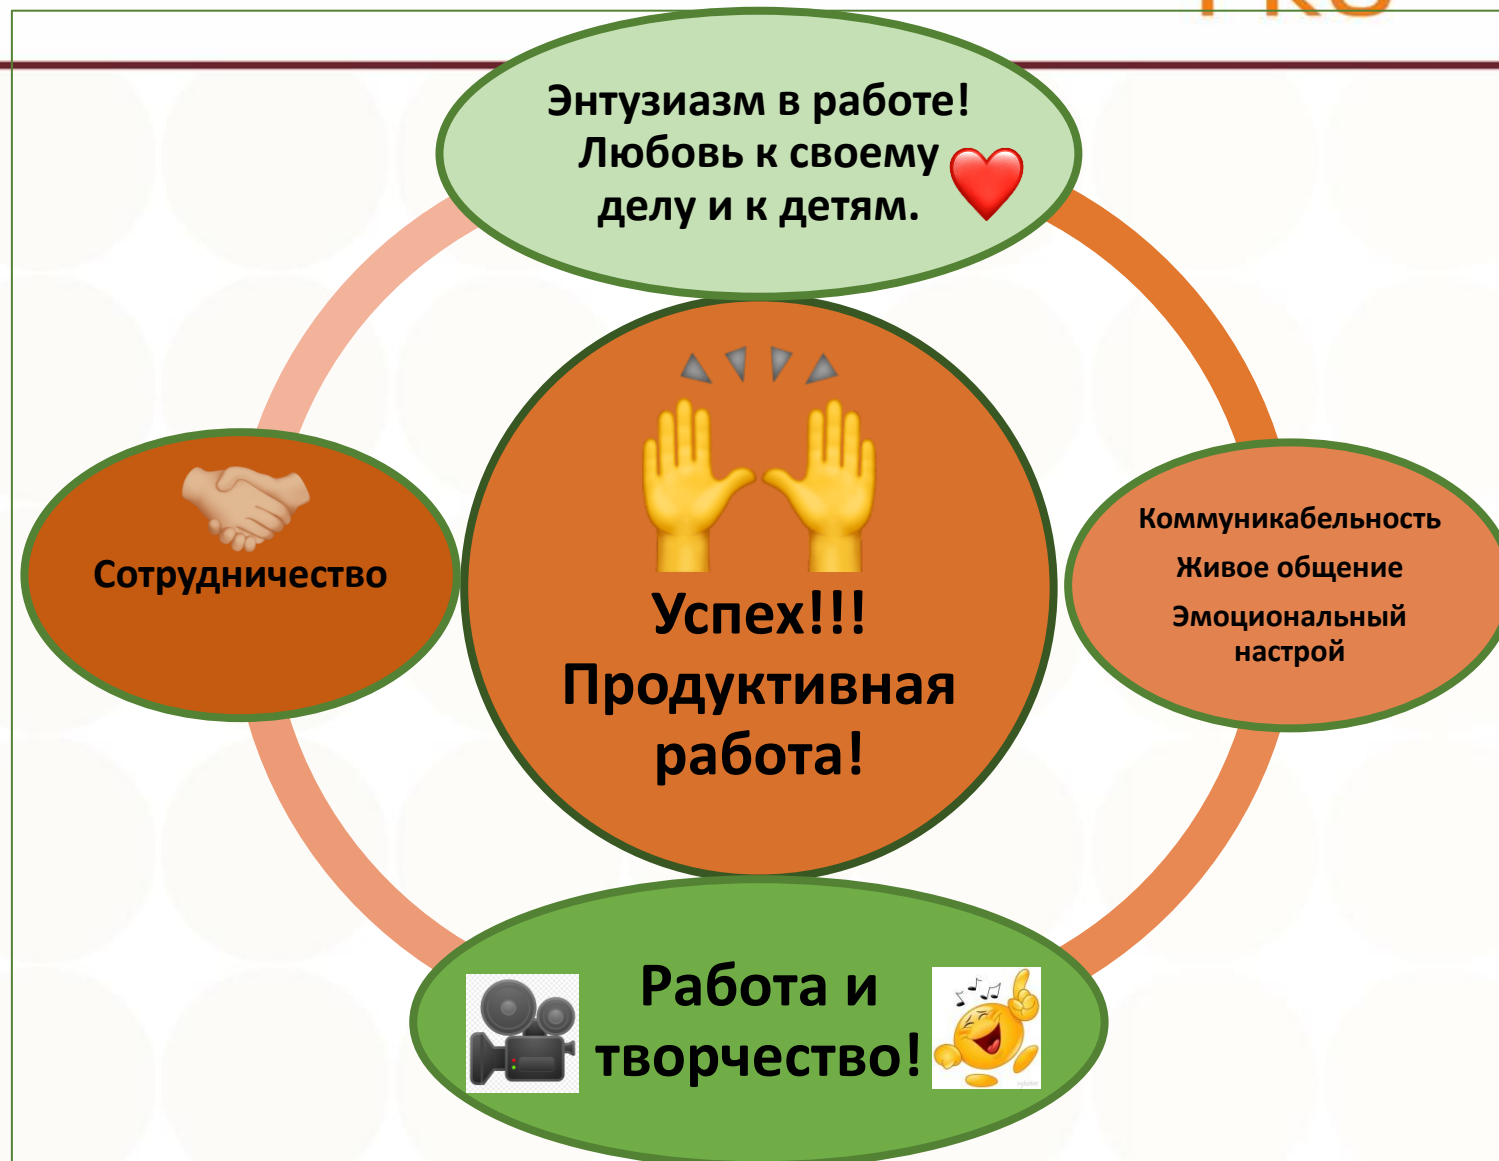 Энтузиазм в работе!
Любовь к своему
делу и к детям.
Сотрудничество
Успех!!!
Продуктивная
работа!
Коммуникабельность
Живое общение
Эмоциональный
настрой
Работа и
творчество!